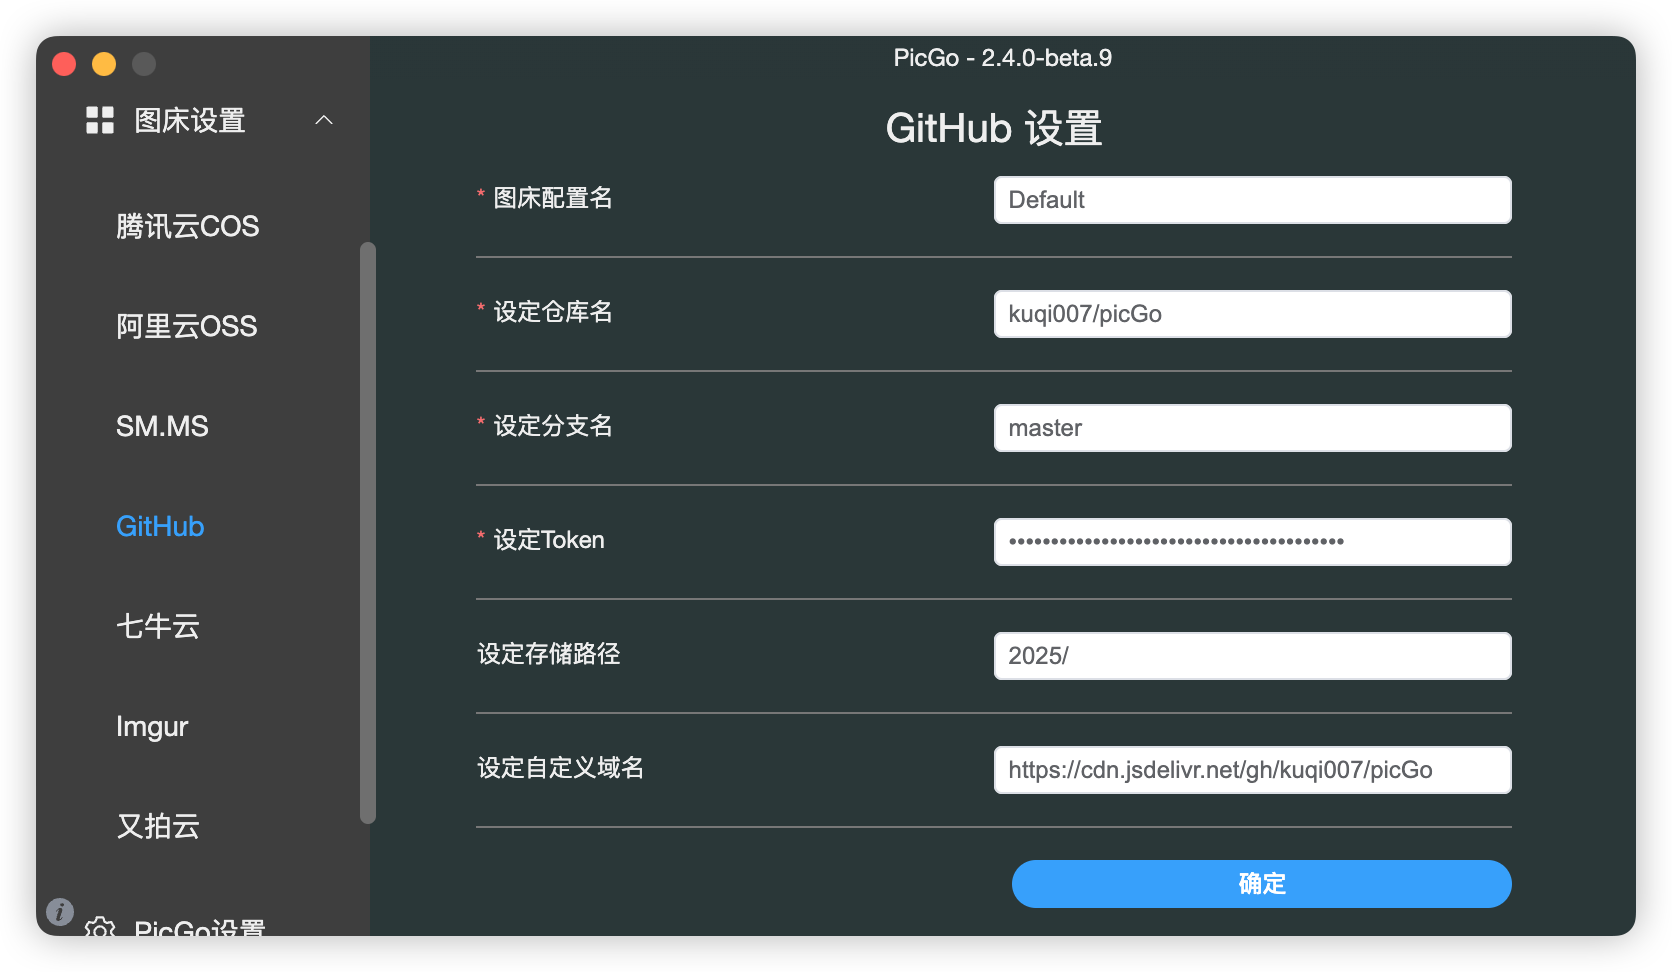 PicGo - 2.4.0-beta.9
图床设置
腾讯云COS
阿里云OSS
SM.MS
GitHub
七牛云
Imgur
又拍云
PicGo设置
GitHub 设置
* 图床配置名
Default
* 设定仓库名
kuqi007/picGo
* 设定分支名
master
* 设定Token
••••••••••••••••••••••••••••••••••••••••
设定存储路径
2025/
设定自定义域名
https://cdn.jsdelivr.net/gh/kuqi007/picGo
确定